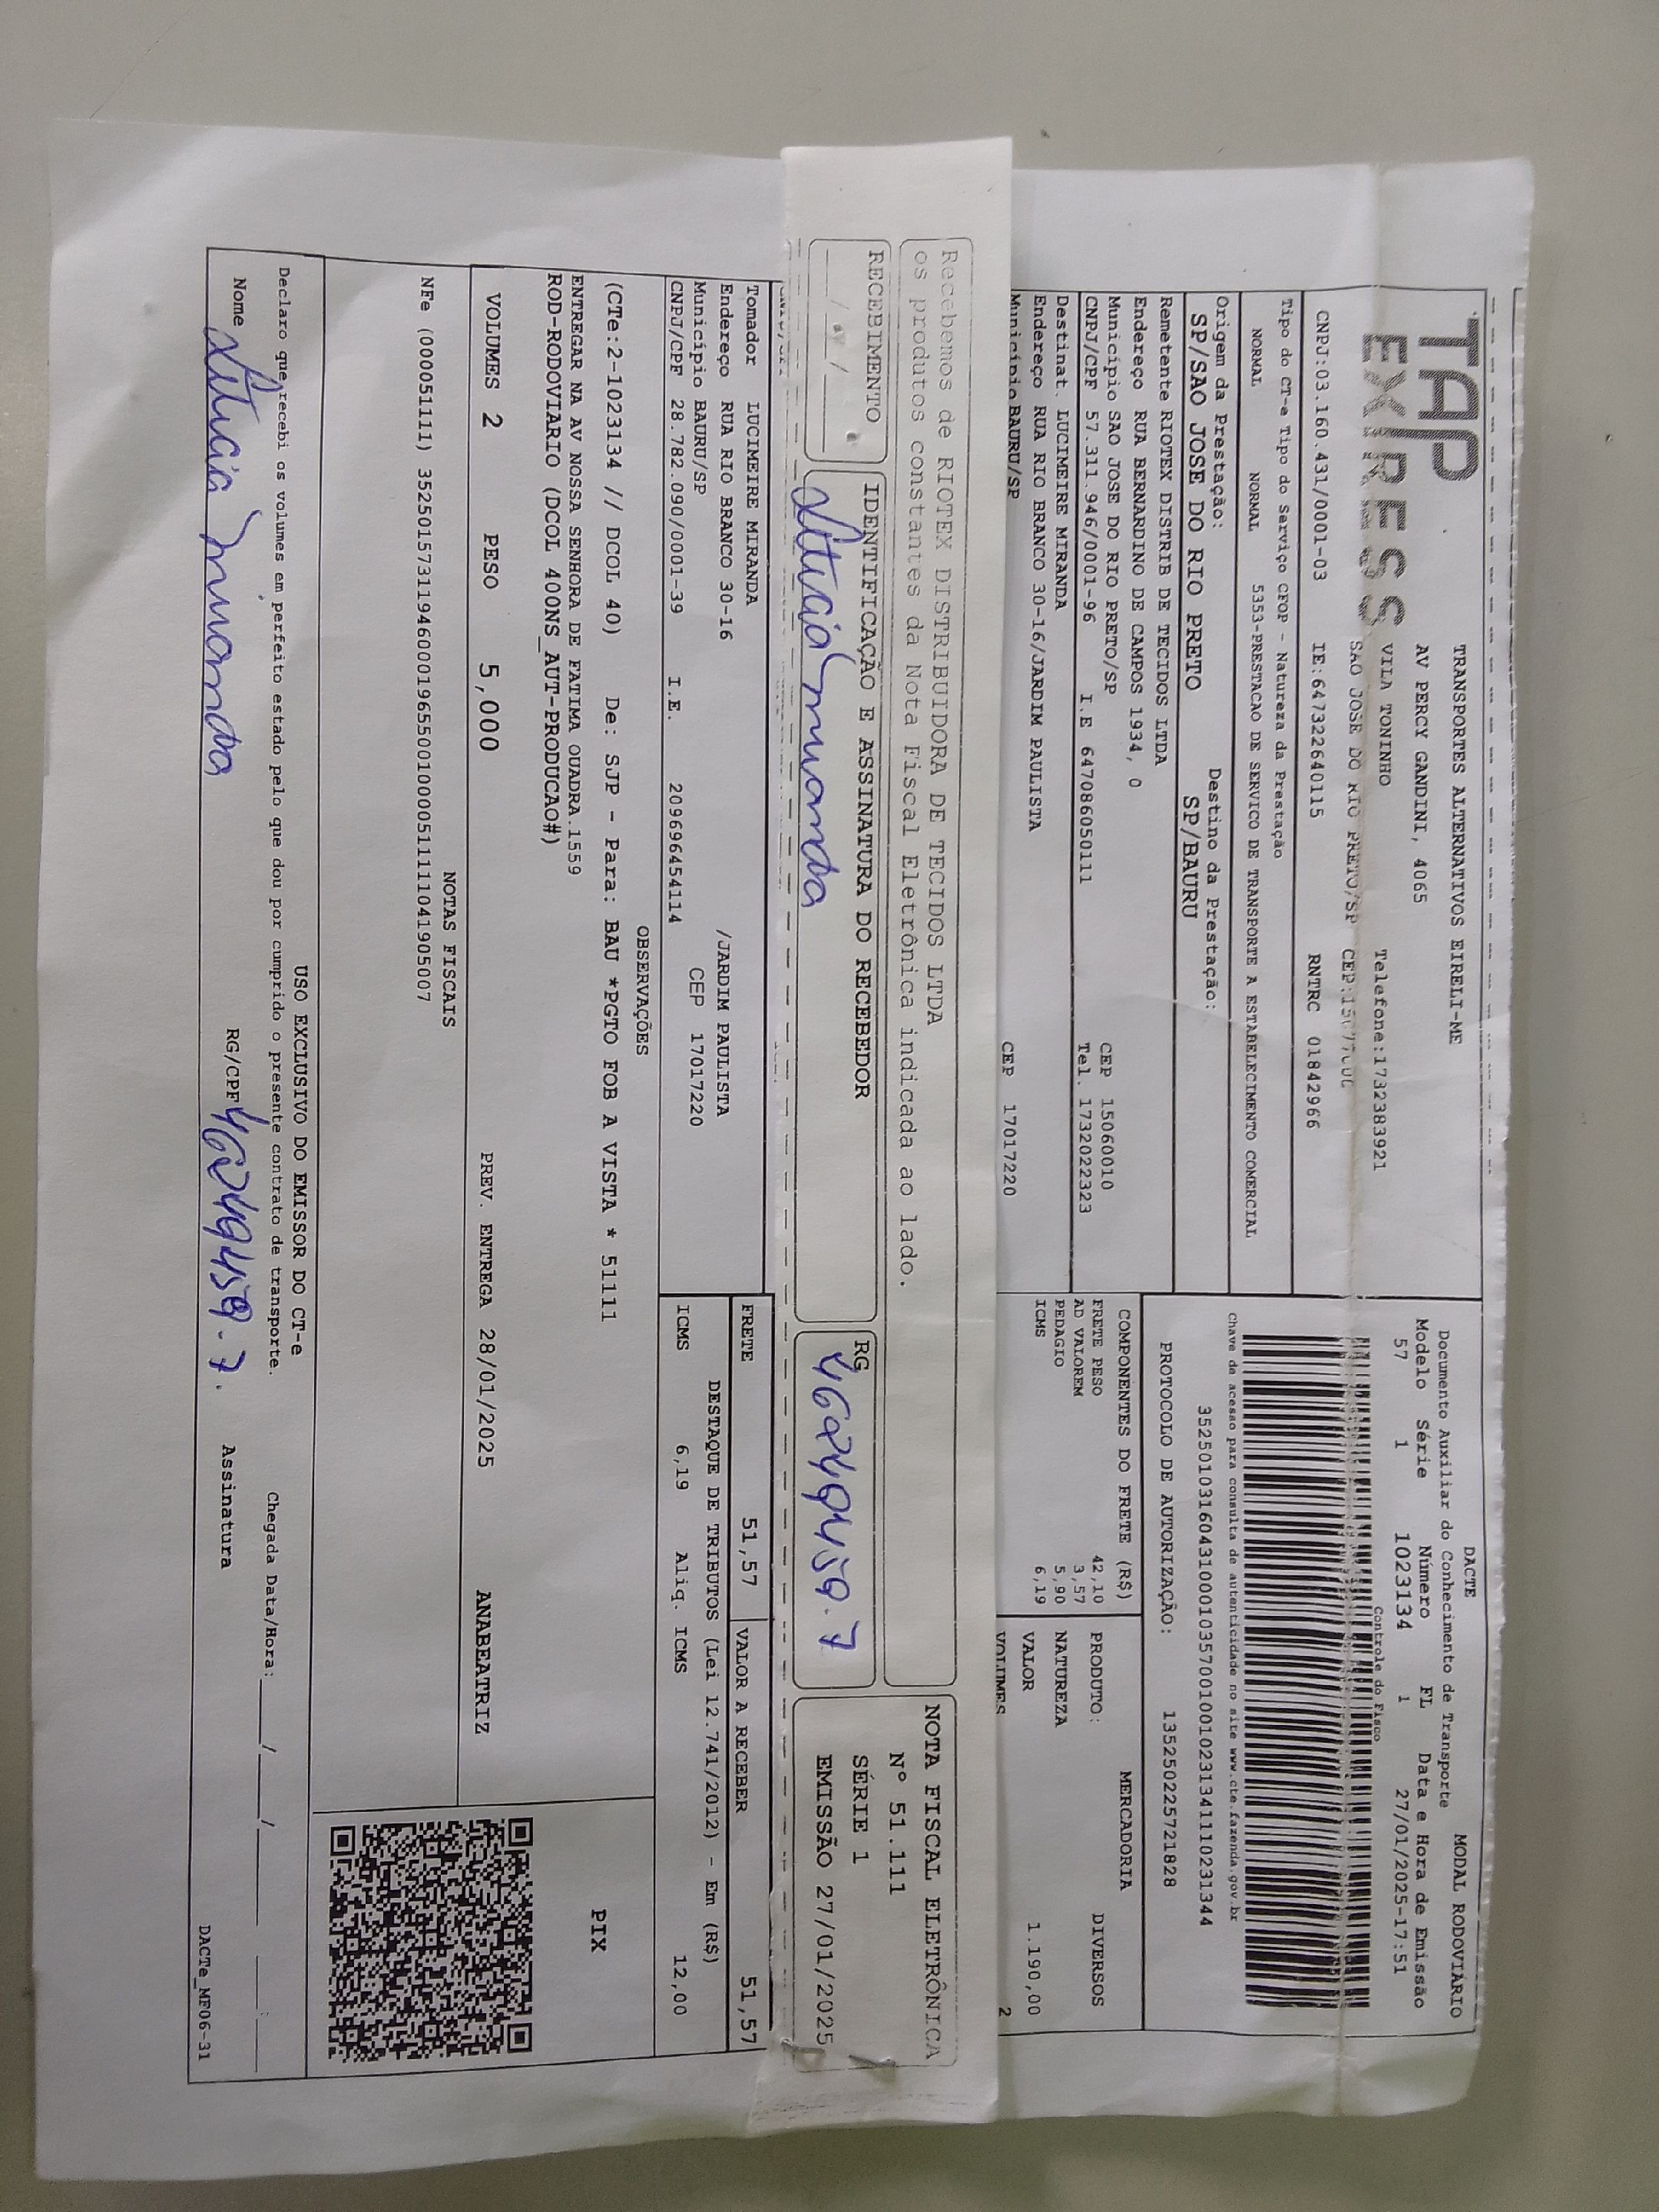 TAP
EXPRESS
TRANSPORTES ALTERNATIVOS EIRELI-ME
AV PERCY GANDINI, 4065
VILA TONINHO
Telefone:1732383921
SAO JOSE DO RIO PRETO/SP
CNPJ:03.160.431/0001-03 IE:647322640115 RNTRC 01842966
Tipo do CT-e Tipo do Serviço CFOP - Natureza da Prestação
NORMAL NORMAL 5353-PRESTACAO DE SERVICO DE TRANSPORTE A ESTABELECIMENTO COMERCIAL
Origem da Prestação: Destino da Prestação:
SP/SAO JOSE DO RIO PRETO SP/BAURU
Remetente RIOTEX DISTRIB DE TECIDOS LTDA
Endereço RUA BERNARDINO DE CAMPOS 1934, 0
Município SAO JOSE DO RIO PRETO/SP CEP 15060010
CNPJ/CPF 57.311.946/0001-96 I.E 647086050111 Tel. 1732022323
Destinat. LUCIMEIRE MIRANDA
Endereço RUA RIO BRANCO 30-16/JARDIM PAULISTA
Município BAURU/SP CEP 17017220
DACTE MODAL RODOVIÁRIO
Documento Auxiliar do Conhecimento de Transporte
Modelo Série Número FL Data e Hora de Emissão
57 1 1023134 1 27/01/2025-17:51
Controle do Fisco
Chave de acesso para consulta de autenticidade no site www.cte.fazenda.gov.br
35250103160431000103570010010231341110231344
PROTOCOLO DE AUTORIZAÇÃO: 135250225721828
COMPONENTES DO FRETE (R$)
FRETE PESO 42,10
AD VALOREM 3,57
PEDAGIO 5,90
ICMS 6,19
MERCADORIA
PRODUTO: DIVERSOS
NATUREZA
VALOR 1.190,00
VOLUMES 2
Recebemos de RIOTEX DISTRIBUIDORA DE TECIDOS LTDA
os produtos constantes da Nota Fiscal Eletrônica indicada ao lado.
RECEBIMENTO
IDENTIFICAÇÃO E ASSINATURA DO RECEBEDOR
Leticia Miranda
RG
46249459.7
NOTA FISCAL ELETRÔNICA
Nº 51.111
SÉRIE 1
EMISSÃO 27/01/2025
Tomador LUCIMEIRE MIRANDA
Endereço RUA RIO BRANCO 30-16 /JARDIM PAULISTA
Município BAURU/SP CEP 17017220
CNPJ/CPF 28.782.090/0001-39 I.E. 209696454114
FRETE 51,57 VALOR A RECEBER 51,57
DESTAQUE DE TRIBUTOS (Lei 12.741/2012) - Em (R$)
ICMS 6,19 Aliq. ICMS 12,00
OBSERVAÇÕES
(CTe:2-1023134 // DCOL 40) De: SJP - Para: BAU *PGTO FOB A VISTA * 51111
ENTREGAR NA AV NOSSA SENHORA DE FATIMA QUADRA.1559
ROD-RODOVIARIO (DCOL 400NS_AUT-PRODUCAO#)
PIX
VOLUMES 2 PESO 5,000 PREV. ENTREGA 28/01/2025 ANABEATRIZ
NOTAS FISCAIS
NFe (000051111) 35250157311946000196550010000511111041905007
USO EXCLUSIVO DO EMISSOR DO CT-e
Declaro que recebi os volumes em perfeito estado pelo que dou por cumprido o presente contrato de transporte. Chegada Data/Hora: ____/____/____ ____:____
Nome Leticia Miranda RG/CPF 46249459.7. Assinatura
DACTe_MF06-31